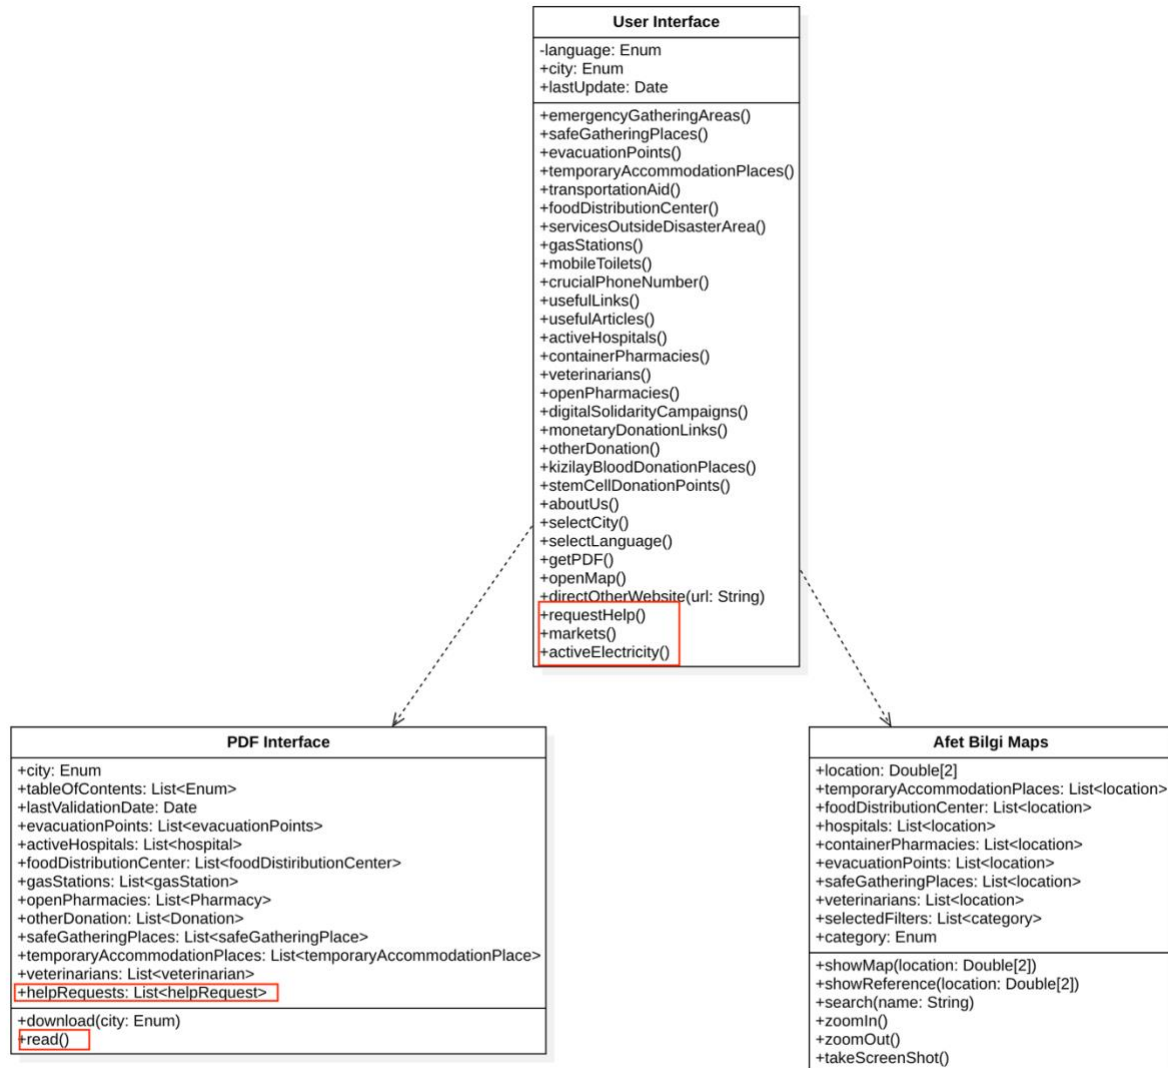 User Interface
-language: Enum
+city: Enum
+lastUpdate: Date
+emergencyGatheringAreas()
+safeGatheringPlaces()
+evacuationPoints()
+temporaryAccommodationPlaces()
+transportationAid()
+foodDistributionCenter()
+servicesOutsideDisasterArea()
+gasStations()
+mobileToilets()
+crucialPhoneNumber()
+usefulLinks()
+usefulArticles()
+activeHospitals()
+containerPharmacies()
+veterinarians()
+openPharmacies()
+digitalSolidarityCampaigns()
+monetaryDonationLinks()
+otherDonation()
+kizilayBloodDonationPlaces()
+stemCellDonationPoints()
+aboutUs()
+selectCity()
+selectLanguage()
+getPDF()
+openMap()
+directOtherWebsite(url: String)
+requestHelp()
+markets()
+activeElectricity()
PDF Interface
+city: Enum
+tableOfContents: List<Enum>
+lastValidationDate: Date
+evacuationPoints: List<evacuationPoints>
+activeHospitals: List<hospital>
+foodDistributionCenter: List<foodDistiributionCenter>
+gasStations: List<gasStation>
+openPharmacies: List<Pharmacy>
+otherDonation: List<Donation>
+safeGatheringPlaces: List<safeGatheringPlace>
+temporaryAccommodationPlaces: List<temporaryAccommodationPlace>
+veterinarians: List<veterinarian>
+helpRequests: List<helpRequest>
+download(city: Enum)
+read()
Afet Bilgi Maps
+location: Double[2]
+temporaryAccommodationPlaces: List<location>
+foodDistributionCenter: List<location>
+hospitals: List<location>
+containerPharmacies: List<location>
+evacuationPoints: List<location>
+safeGatheringPlaces: List<location>
+veterinarians: List<location>
+selectedFilters: List<category>
+category: Enum
+showMap(location: Double[2])
+showReference(location: Double[2])
+search(name: String)
+zoomIn()
+zoomOut()
+takeScreenShot()